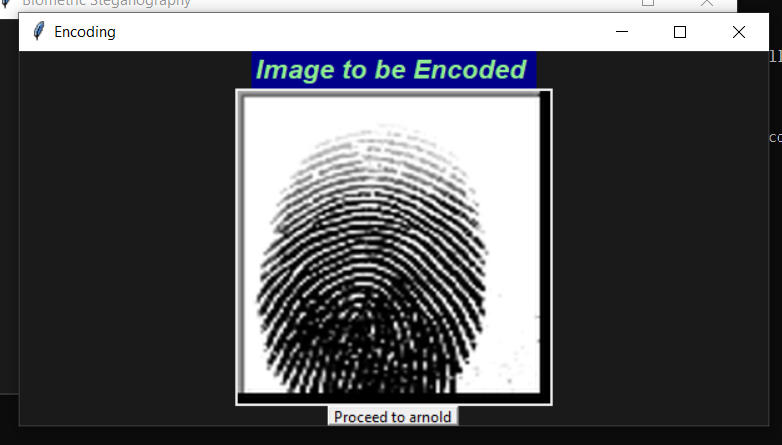 Biometric Steganography
Encoding
Image to be Encoded
Proceed to arnold